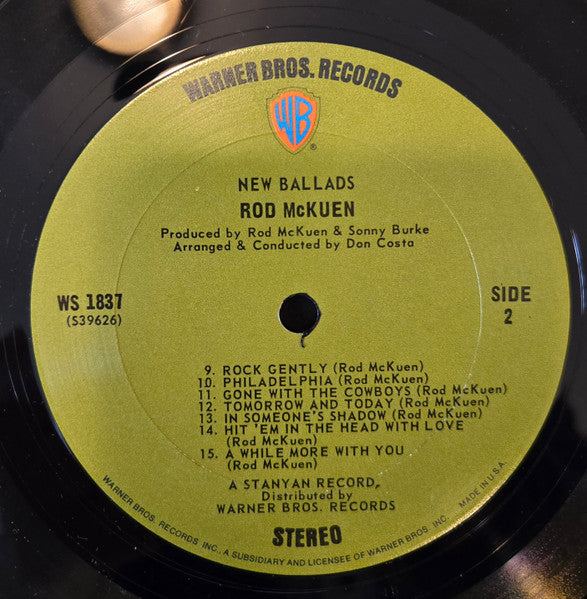 WARNER BROS. RECORDS
WB
®
NEW BALLADS
ROD McKUEN
Produced by Rod McKuen & Sonny Burke
Arranged & Conducted by Don Costa
WS 1837
(S39626)
SIDE
2
9. ROCK GENTLY (Rod McKuen)
10. PHILADELPHIA (Rod McKuen)
11. GONE WITH THE COWBOYS (Rod McKuen)
12. TOMORROW AND TODAY (Rod McKuen)
13. IN SOMEONE'S SHADOW (Rod McKuen)
14. HIT 'EM IN THE HEAD WITH LOVE
(Rod McKuen)
15. A WHILE MORE WITH YOU
(Rod McKuen)
A STANYAN RECORD,
Distributed by
WARNER BROS. RECORDS
STEREO
WARNER BROS. RECORDS INC., A SUBSIDIARY AND LICENSEE OF WARNER BROS. INC. MADE IN U.S.A.